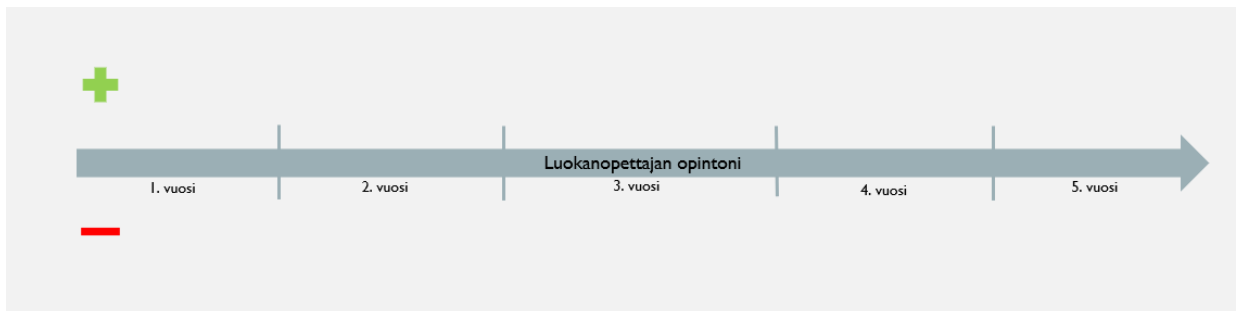 Luokanopettajan opintoni
1. vuosi
2. vuosi
3. vuosi
4. vuosi
5. vuosi